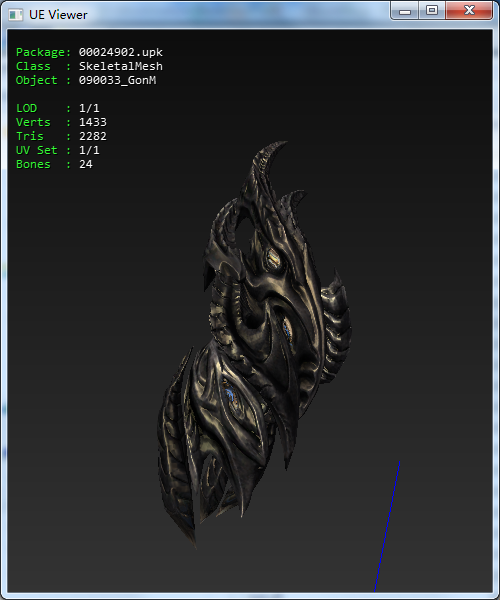 UE Viewer
Package: 00024902.upk
Class : SkeletalMesh
Object : 090033_GonM
LOD : 1/1
Verts : 1433
Tris : 2282
UV Set : 1/1
Bones : 24